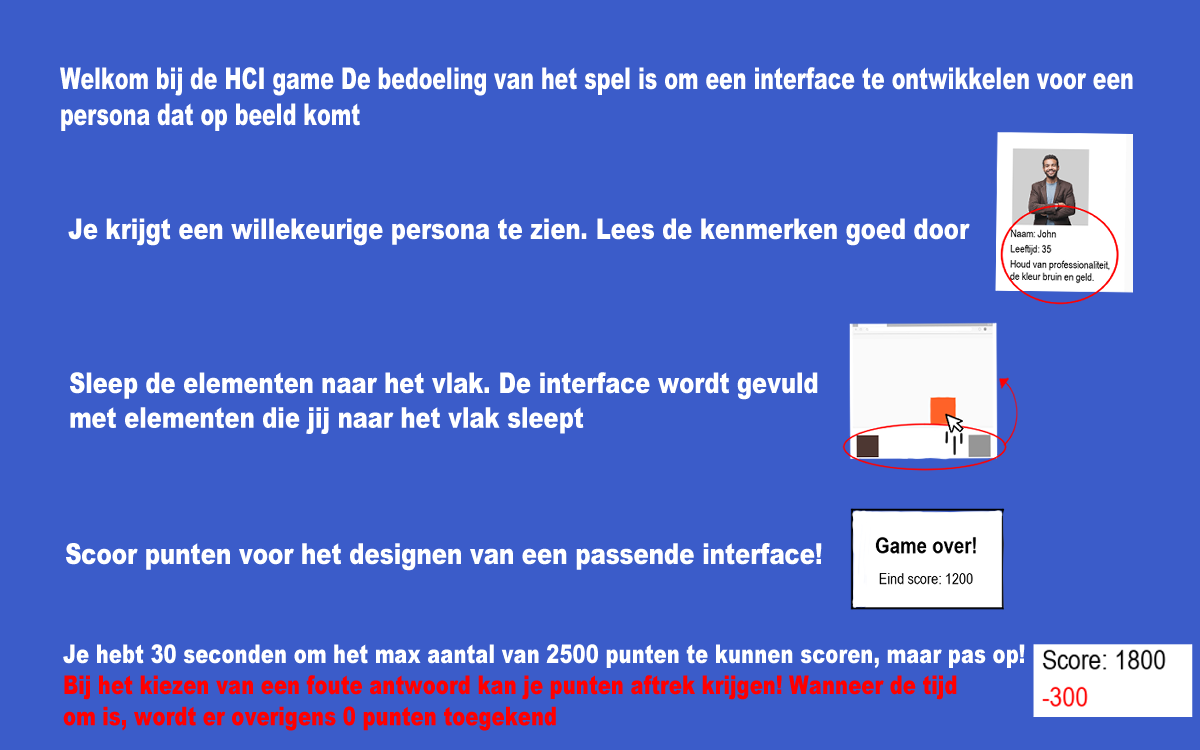 Welkom bij de HCI game De bedoeling van het spel is om een interface te ontwikkelen voor een
persona dat op beeld komt
Je krijgt een willekeurige persona te zien. Lees de kenmerken goed door
Naam: John
Leeftijd: 35
Houd van professionaliteit,
de kleur bruin en geld.
Sleep de elementen naar het vlak. De interface wordt gevuld
met elementen die jij naar het vlak sleept
Scoor punten voor het designen van een passende interface!
Game over!
Eind score: 1200
Je hebt 30 seconden om het max aantal van 2500 punten te kunnen scoren, maar pas op!
Bij het kiezen van een foute antwoord kan je punten aftrek krijgen! Wanneer de tijd
om is, wordt er overigens 0 punten toegekend
Score: 1800
-300